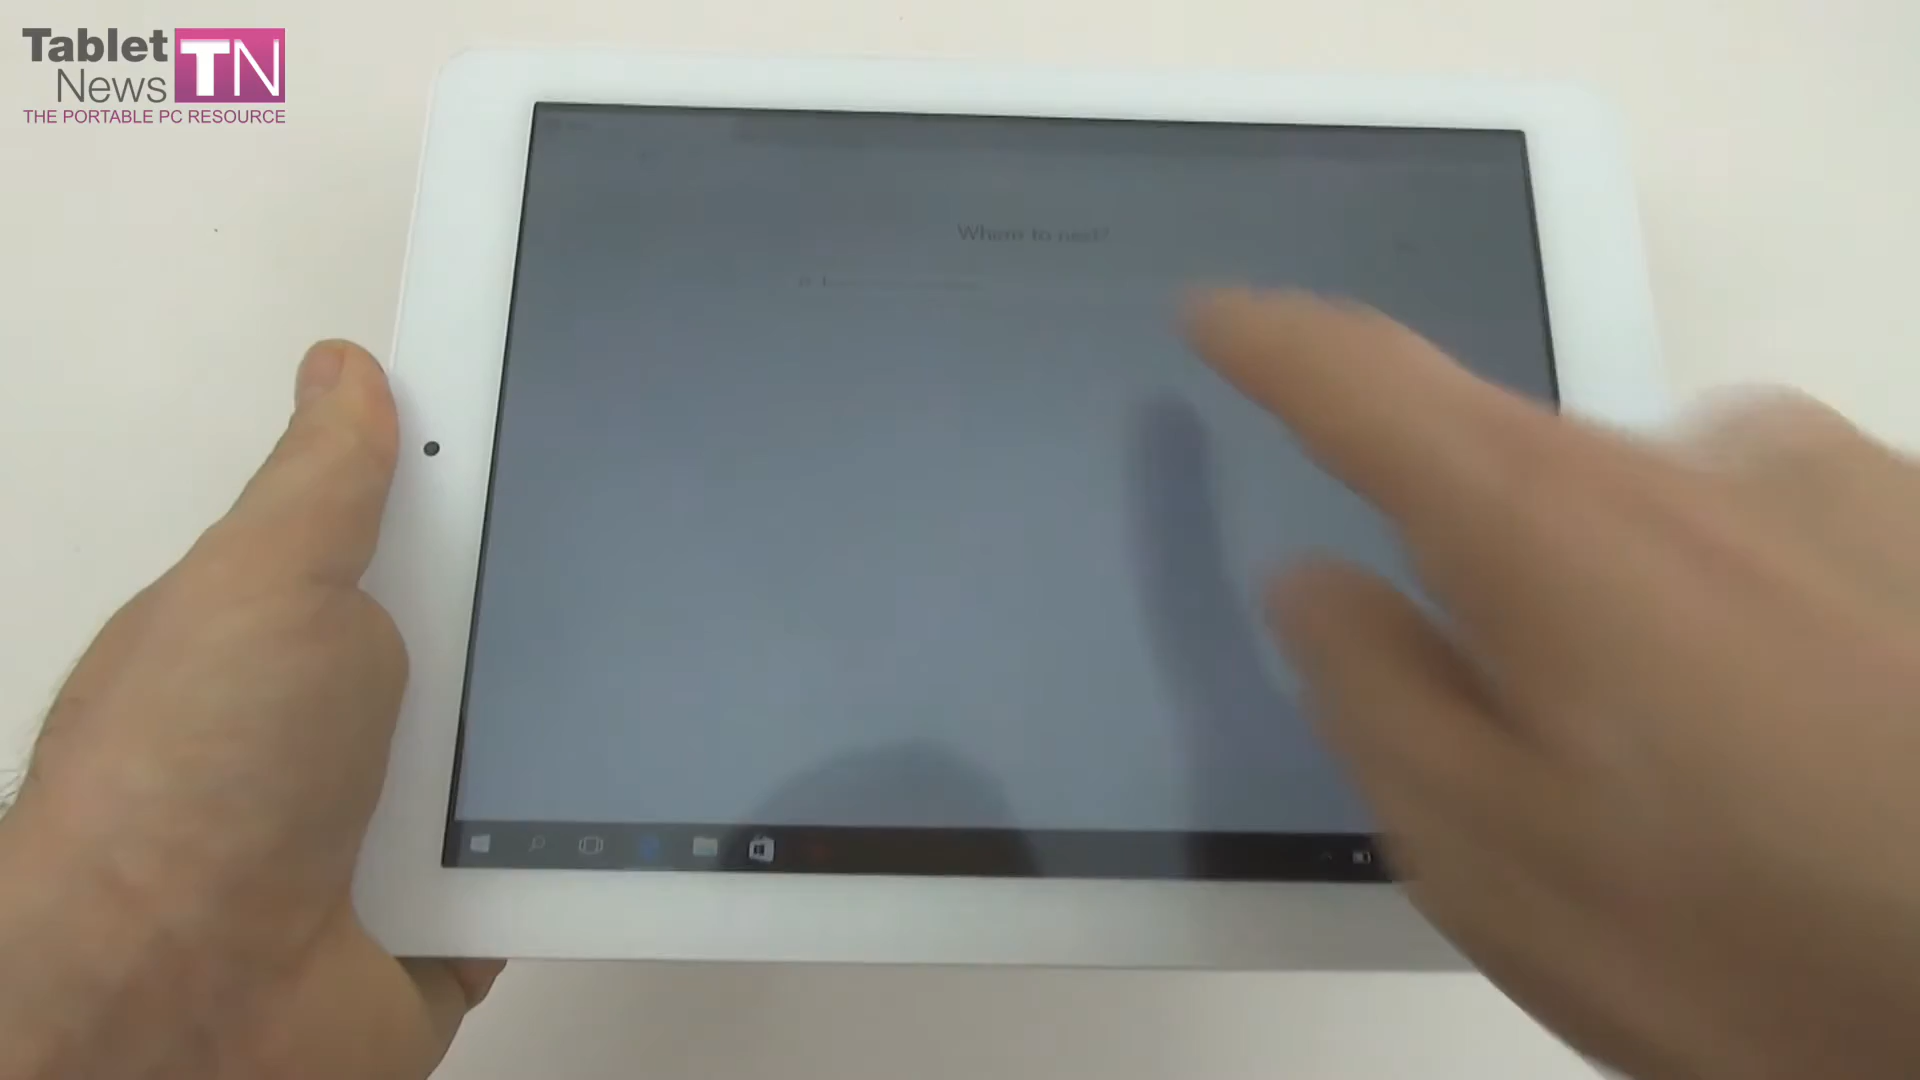 Tablet
News
TN
THE PORTABLE PC RESOURCE
Where to next?